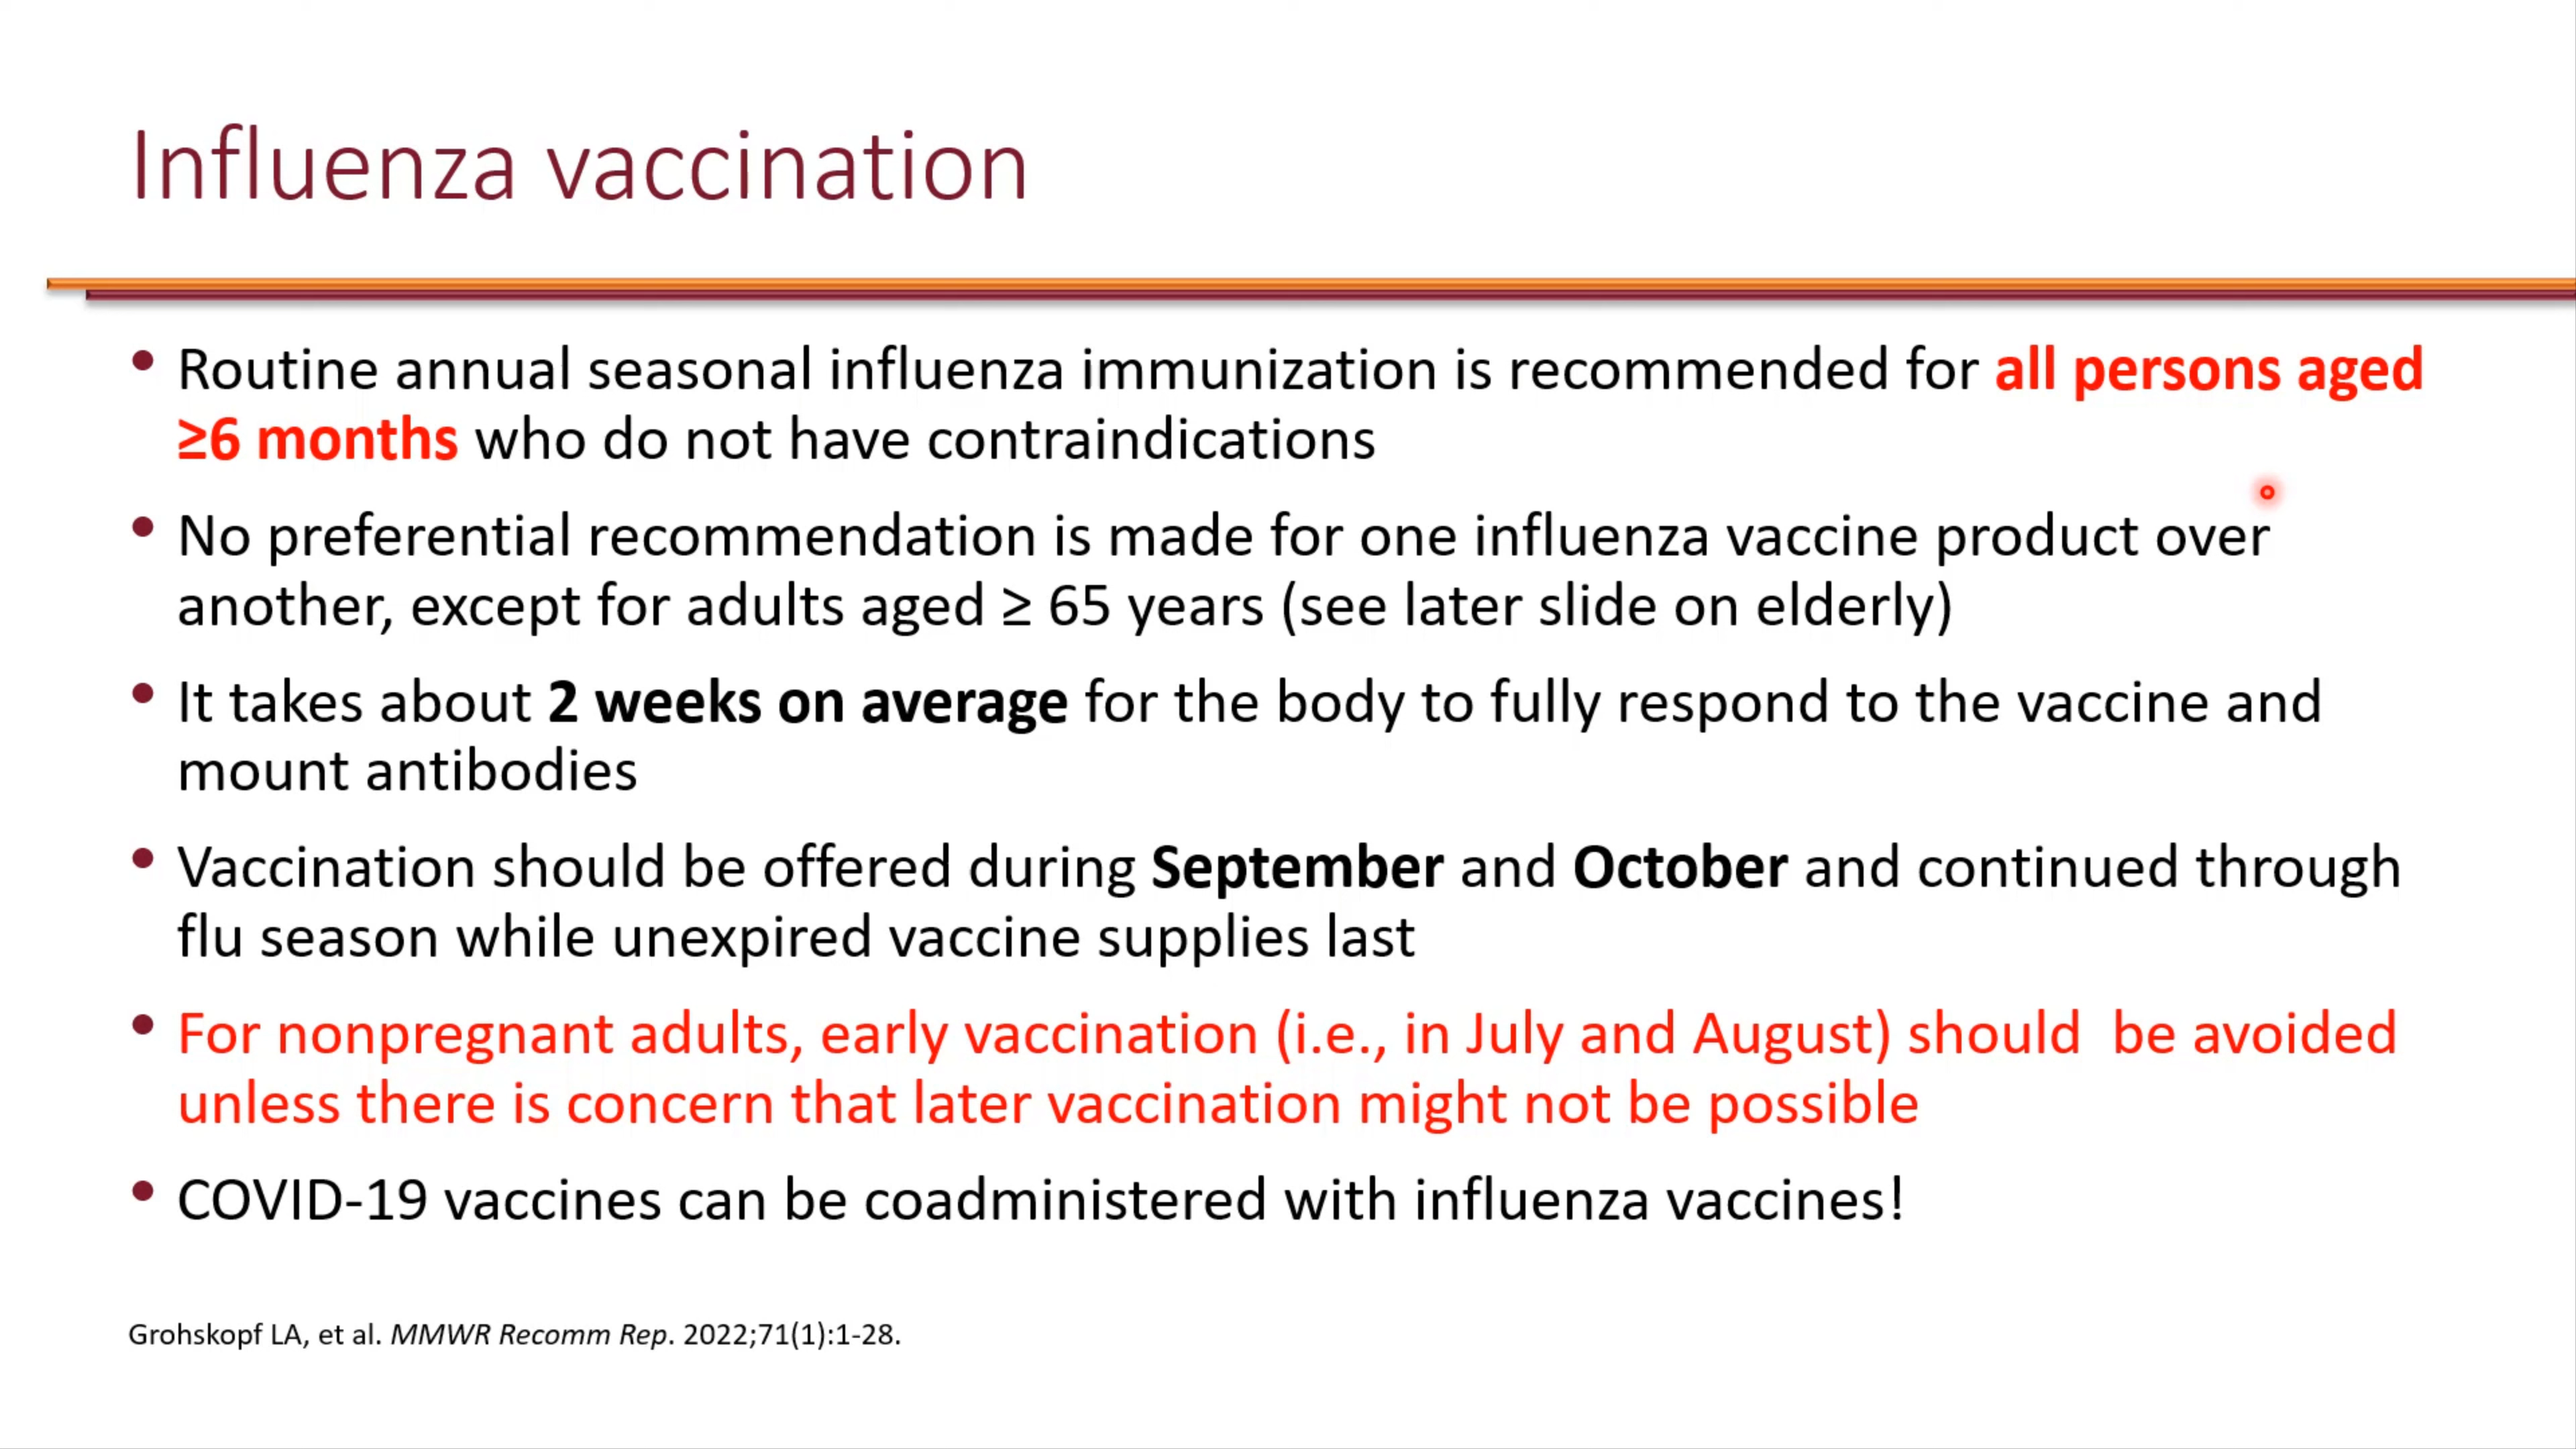 Influenza vaccination
• Routine annual seasonal influenza immunization is recommended for all persons aged
≥6 months who do not have contraindications
• No preferential recommendation is made for one influenza vaccine product over
another, except for adults aged ≥ 65 years (see later slide on elderly)
• It takes about 2 weeks on average for the body to fully respond to the vaccine and
mount antibodies
• Vaccination should be offered during September and October and continued through
flu season while unexpired vaccine supplies last
• For nonpregnant adults, early vaccination (i.e., in July and August) should  be avoided
unless there is concern that later vaccination might not be possible
• COVID-19 vaccines can be coadministered with influenza vaccines!
Grohskopf LA, et al. MMWR Recomm Rep. 2022;71(1):1-28.